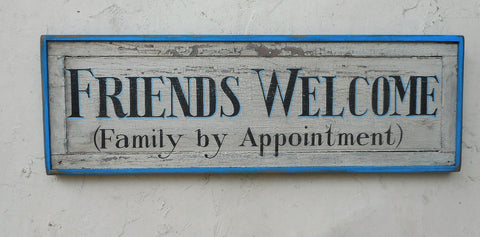 FRIENDS WELCOME
(Family by Appointment)